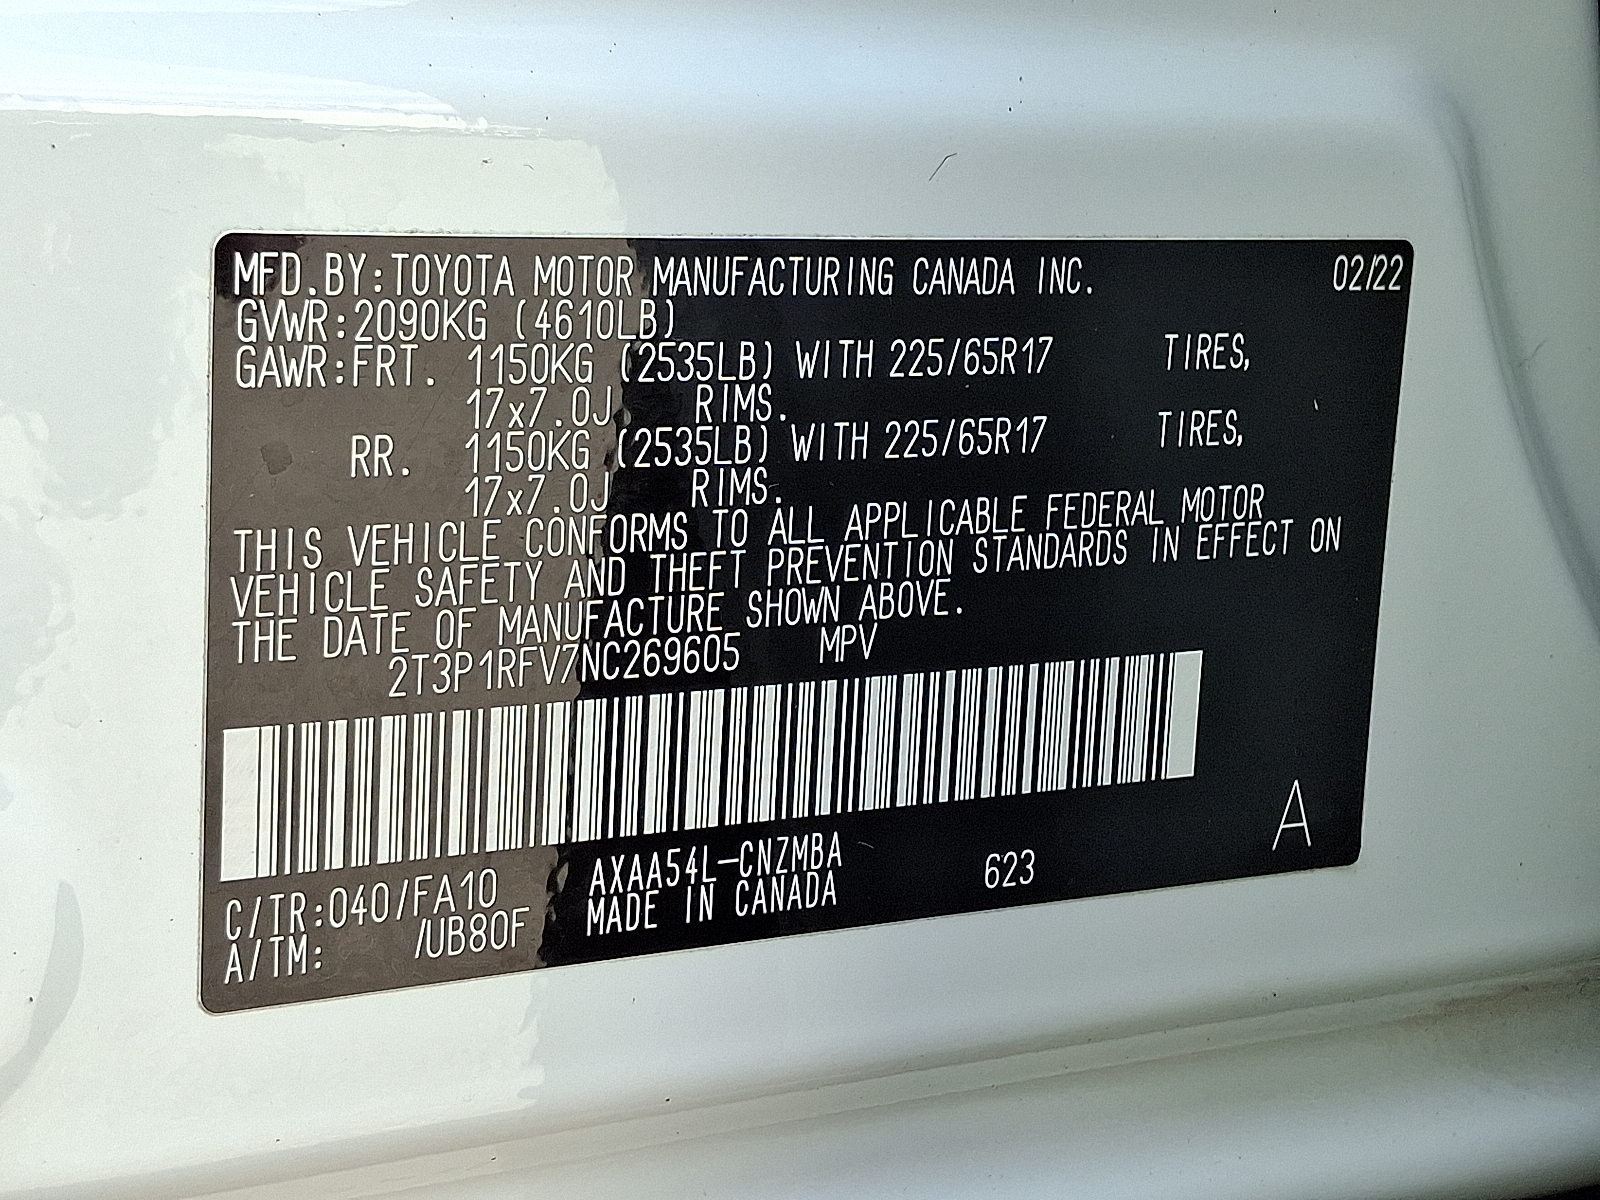 MFD.BY:TOYOTA MOTOR MANUFACTURING CANADA INC. 02/22
GVWR:2090KG (4610LB)
GAWR:FRT. 1150KG (2535LB) WITH 225/65R17 TIRES,
17x7.0J RIMS.
RR. 1150KG (2535LB) WITH 225/65R17 TIRES,
17x7.0J RIMS.
THIS VEHICLE CONFORMS TO ALL APPLICABLE FEDERAL MOTOR
VEHICLE SAFETY AND THEFT PREVENTION STANDARDS IN EFFECT ON
THE DATE OF MANUFACTURE SHOWN ABOVE.
2T3P1RFV7NC269605 MPV
C/TR:040/FA10 AXAA54L-CNZMBA 623 A
A/TM: /UB80F MADE IN CANADA